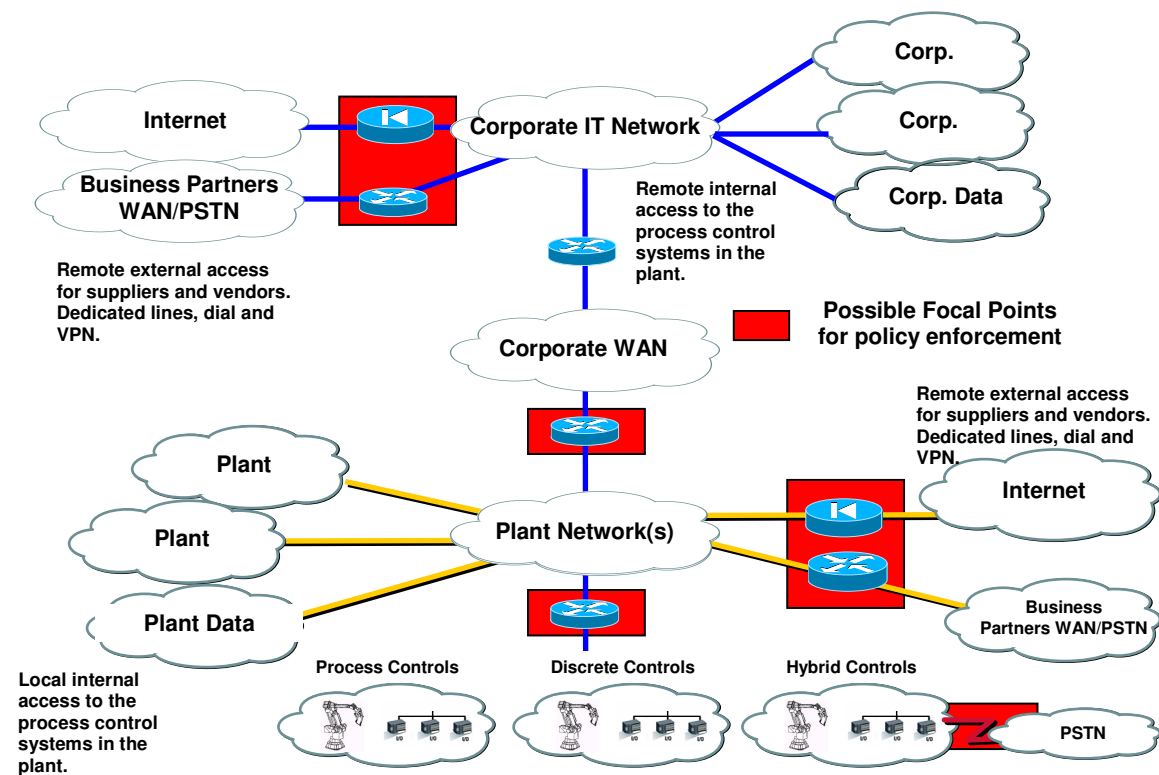 Corp.
Internet
Corporate IT Network
Corp.
Business Partners
WAN/PSTN
Corp. Data
Remote internal
access to the
process control
systems in the
plant.
Remote external access
for suppliers and vendors.
Dedicated lines, dial and
VPN.
Possible Focal Points
for policy enforcement
Corporate WAN
Remote external access
for suppliers and vendors.
Dedicated lines, dial and
VPN.
Plant
Internet
Plant
Plant Network(s)
Plant Data
Business
Partners WAN/PSTN
Local internal
access to the
process control
systems in the
plant.
Process Controls
Discrete Controls
Hybrid Controls
I/O
I/O
I/O
I/O
I/O
I/O
I/O
I/O
I/O
PSTN